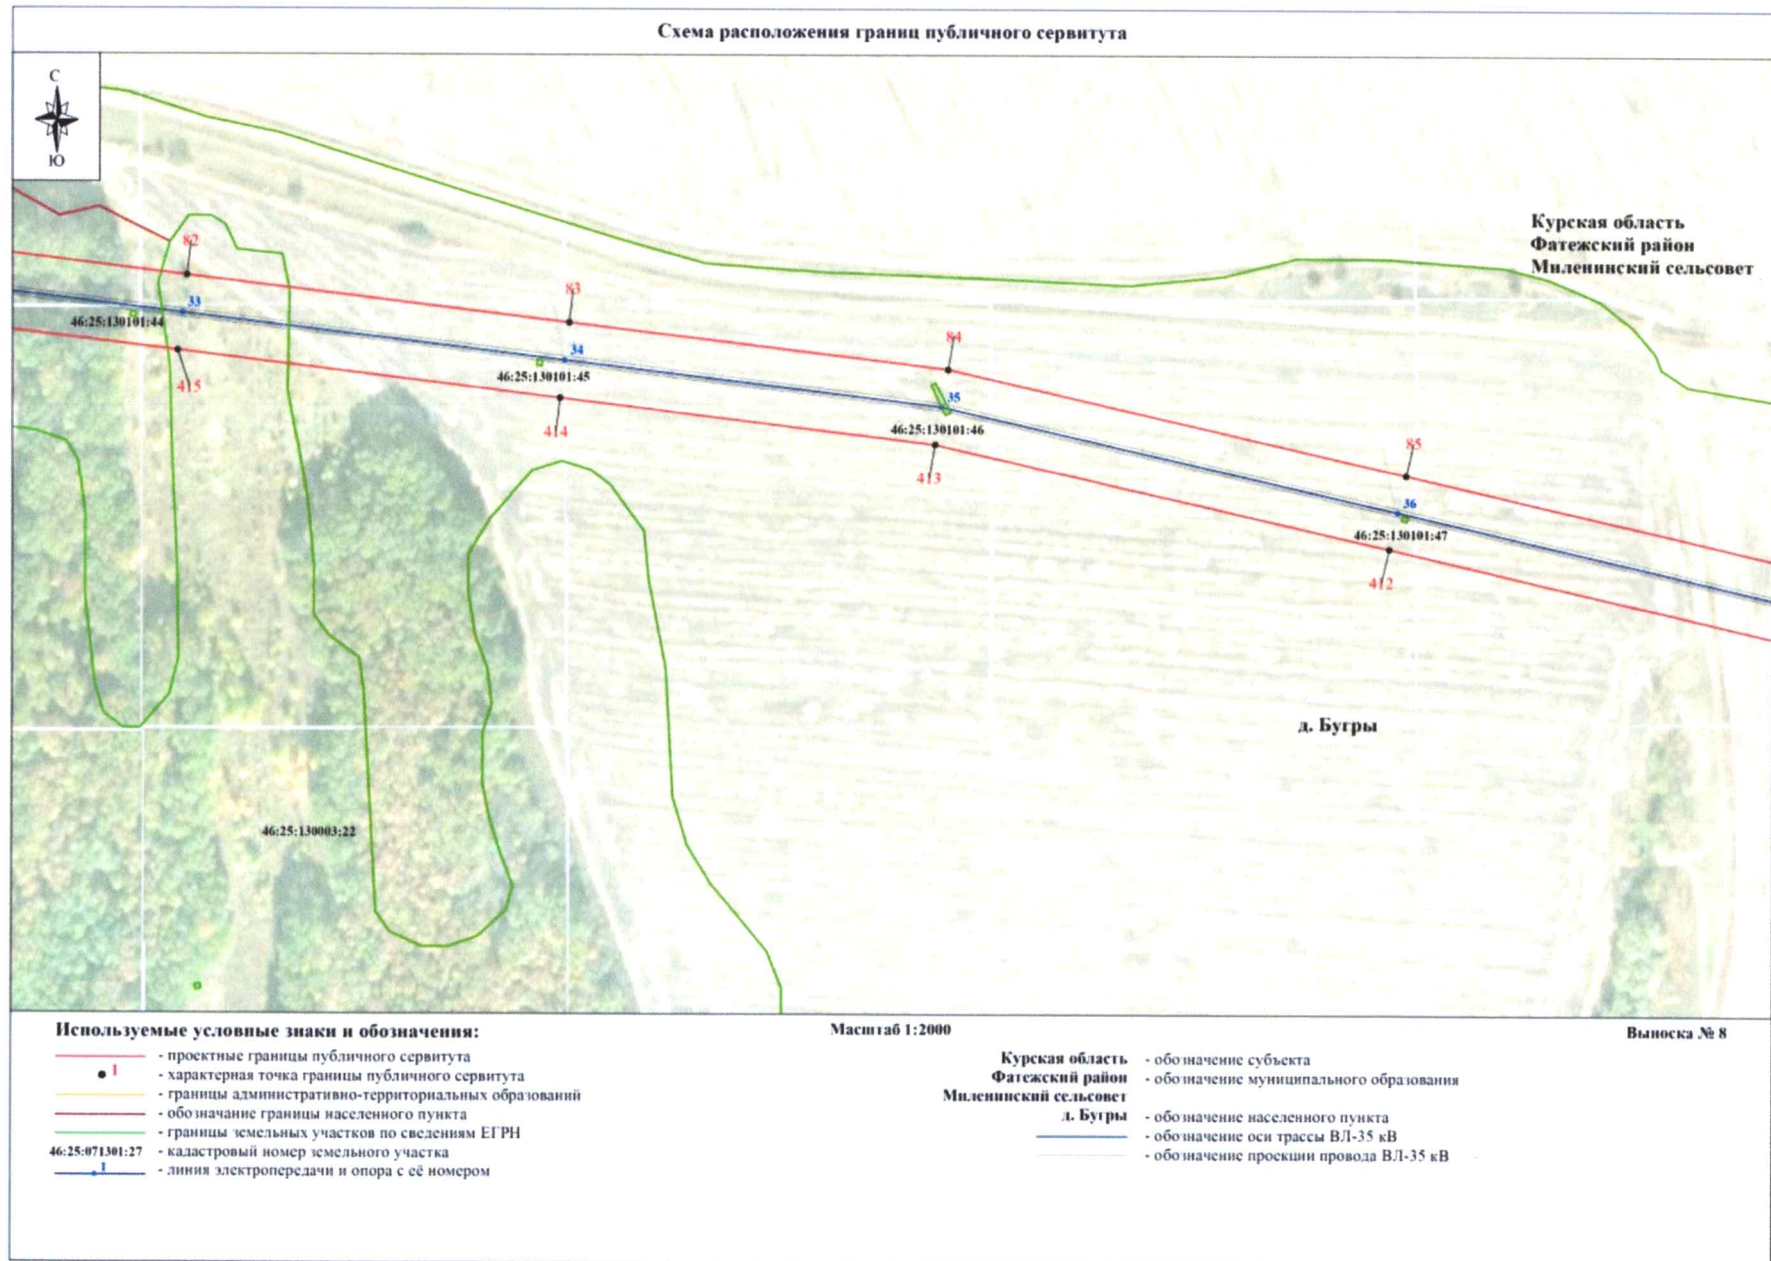 Схема расположения границ публичного сервитута
С
Ю
Курская область
Фатежский район
Миленинский сельсовет
82
33
83
46:25:130101:44
84
34
415
46:25:130101:45
35
414
46:25:130101:46
85
413
36
46:25:130101:47
412
д. Бугры
46:25:130003:22
Используемые условные знаки и обозначения:
Масштаб 1:2000
Выноска № 8
- проектные границы публичного сервитута
1 - характерная точка границы публичного сервитута
- границы административно-территориальных образований
- обозначание границы населенного пункта
- границы земельных участков по сведениям ЕГРН
46:25:071301:27 - кадастровый номер земельного участка
1 - линия электропередачи и опора с её номером
Курская область - обозначение субъекта
Фатежский район - обозначение муниципального образования
Миленинский сельсовет
д. Бугры - обозначение населенного пункта
- обозначение оси трассы ВЛ-35 кВ
- обозначение проекции провода ВЛ-35 кВ